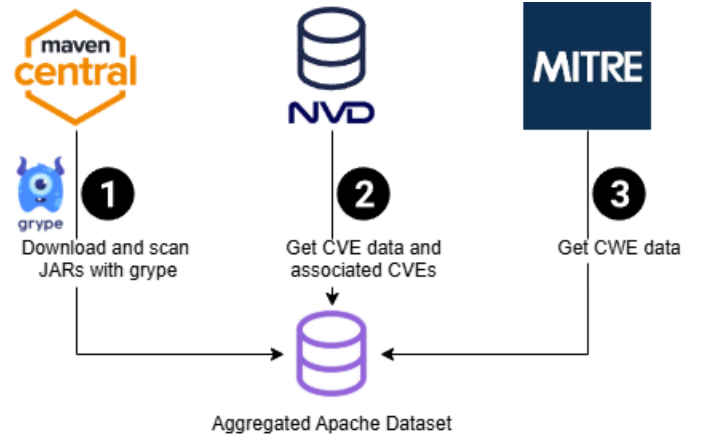 maven
central
NVD
MITRE
grype
1
2
3
Download and scan
JARs with grype
Get CVE data and
associated CVEs
Get CWE data
Aggregated Apache Dataset